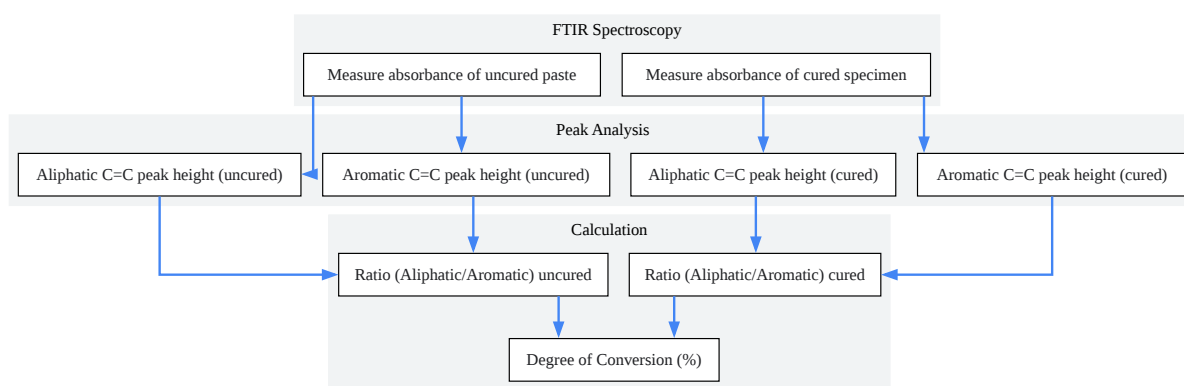 FTIR Spectroscopy
Measure absorbance of uncured paste
Measure absorbance of cured specimen
Peak Analysis
Aliphatic C=C peak height (uncured)
Aromatic C=C peak height (uncured)
Aliphatic C=C peak height (cured)
Aromatic C=C peak height (cured)
Calculation
Ratio (Aliphatic/Aromatic) uncured
Ratio (Aliphatic/Aromatic) cured
Degree of Conversion (%)